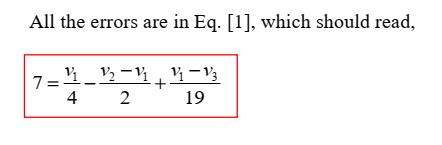 All the errors are in Eq. [1], which should read,
7 = v₁/4 − (v₂ − v₁)/2 + (v₁ − v₃)/19